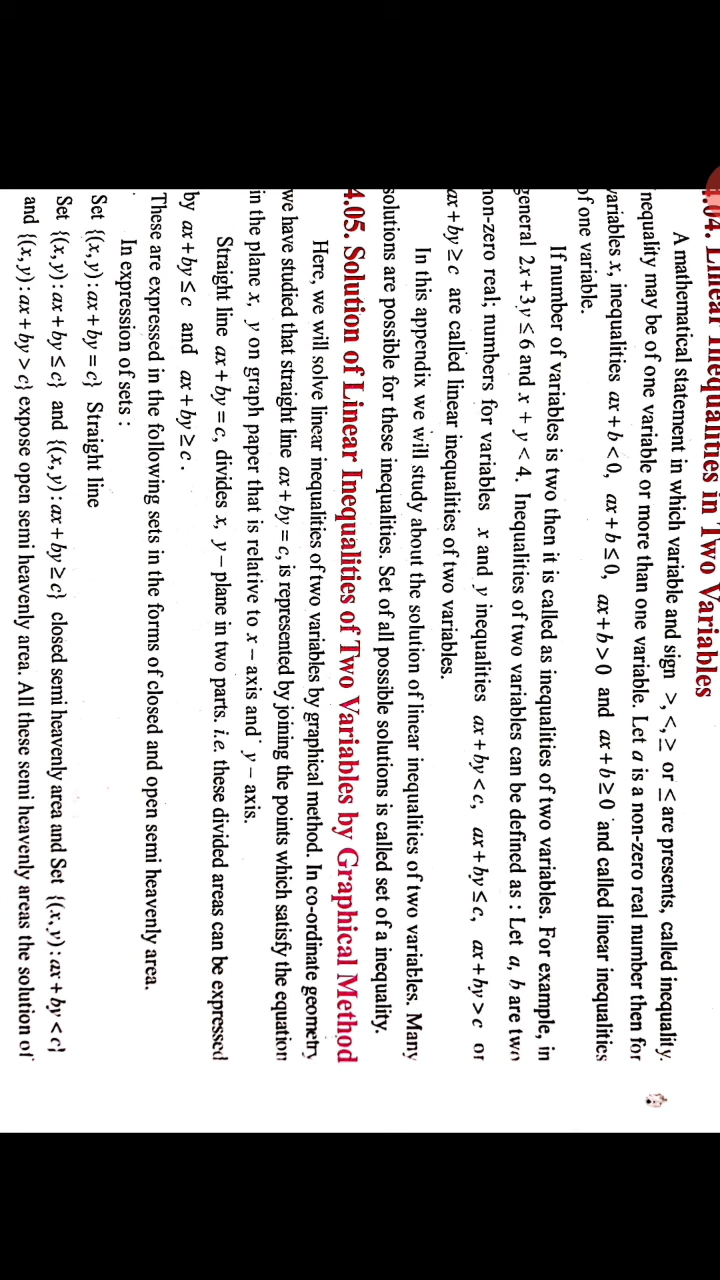 4.04. Linear Inequalities in Two Variables
A mathematical statement in which variable and sign >, <, ≥ or ≤ are presents, called inequality.
nequality may be of one variable or more than one variable. Let a is a non-zero real number then for
variables x, inequalities ax + b < 0, ax + b ≤ 0, ax + b > 0 and ax + b ≥ 0 and called linear inequalities
of one variable.
If number of variables is two then it is called as inequalities of two variables. For example, in
general 2x + 3y ≤ 6 and x + y < 4. Inequalities of two variables can be defined as : Let a, b are two
non-zero real; numbers for variables x and y inequalities ax + by < c, ax + by ≤ c, ax + by > c or
ax + by ≥ c are called linear inequalities of two variables.
In this appendix we will study about the solution of linear inequalities of two variables. Many
solutions are possible for these inequalities. Set of all possible solutions is called set of a inequality.
4.05. Solution of Linear Inequalities of Two Variables by Graphical Method
Here, we will solve linear inequalities of two variables by graphical method. In co-ordinate geometry
we have studied that straight line ax + by = c, is represented by joining the points which satisfy the equation
in the plane x, y on graph paper that is relative to x – axis and y – axis.
Straight line ax + by = c, divides x, y – plane in two parts. i.e. these divided areas can be expressed
by ax + by ≤ c and ax + by ≥ c.
These are expressed in the following sets in the forms of closed and open semi heavenly area.
In expression of sets :
Set {(x, y) : ax + by = c} Straight line
Set {(x, y) : ax + by ≤ c} and {(x, y) : ax + by ≥ c} closed semi heavenly area and Set {(x, y) : ax + by < c}
and {(x, y) : ax + by > c} expose open semi heavenly area. All these semi heavenly areas the solution of